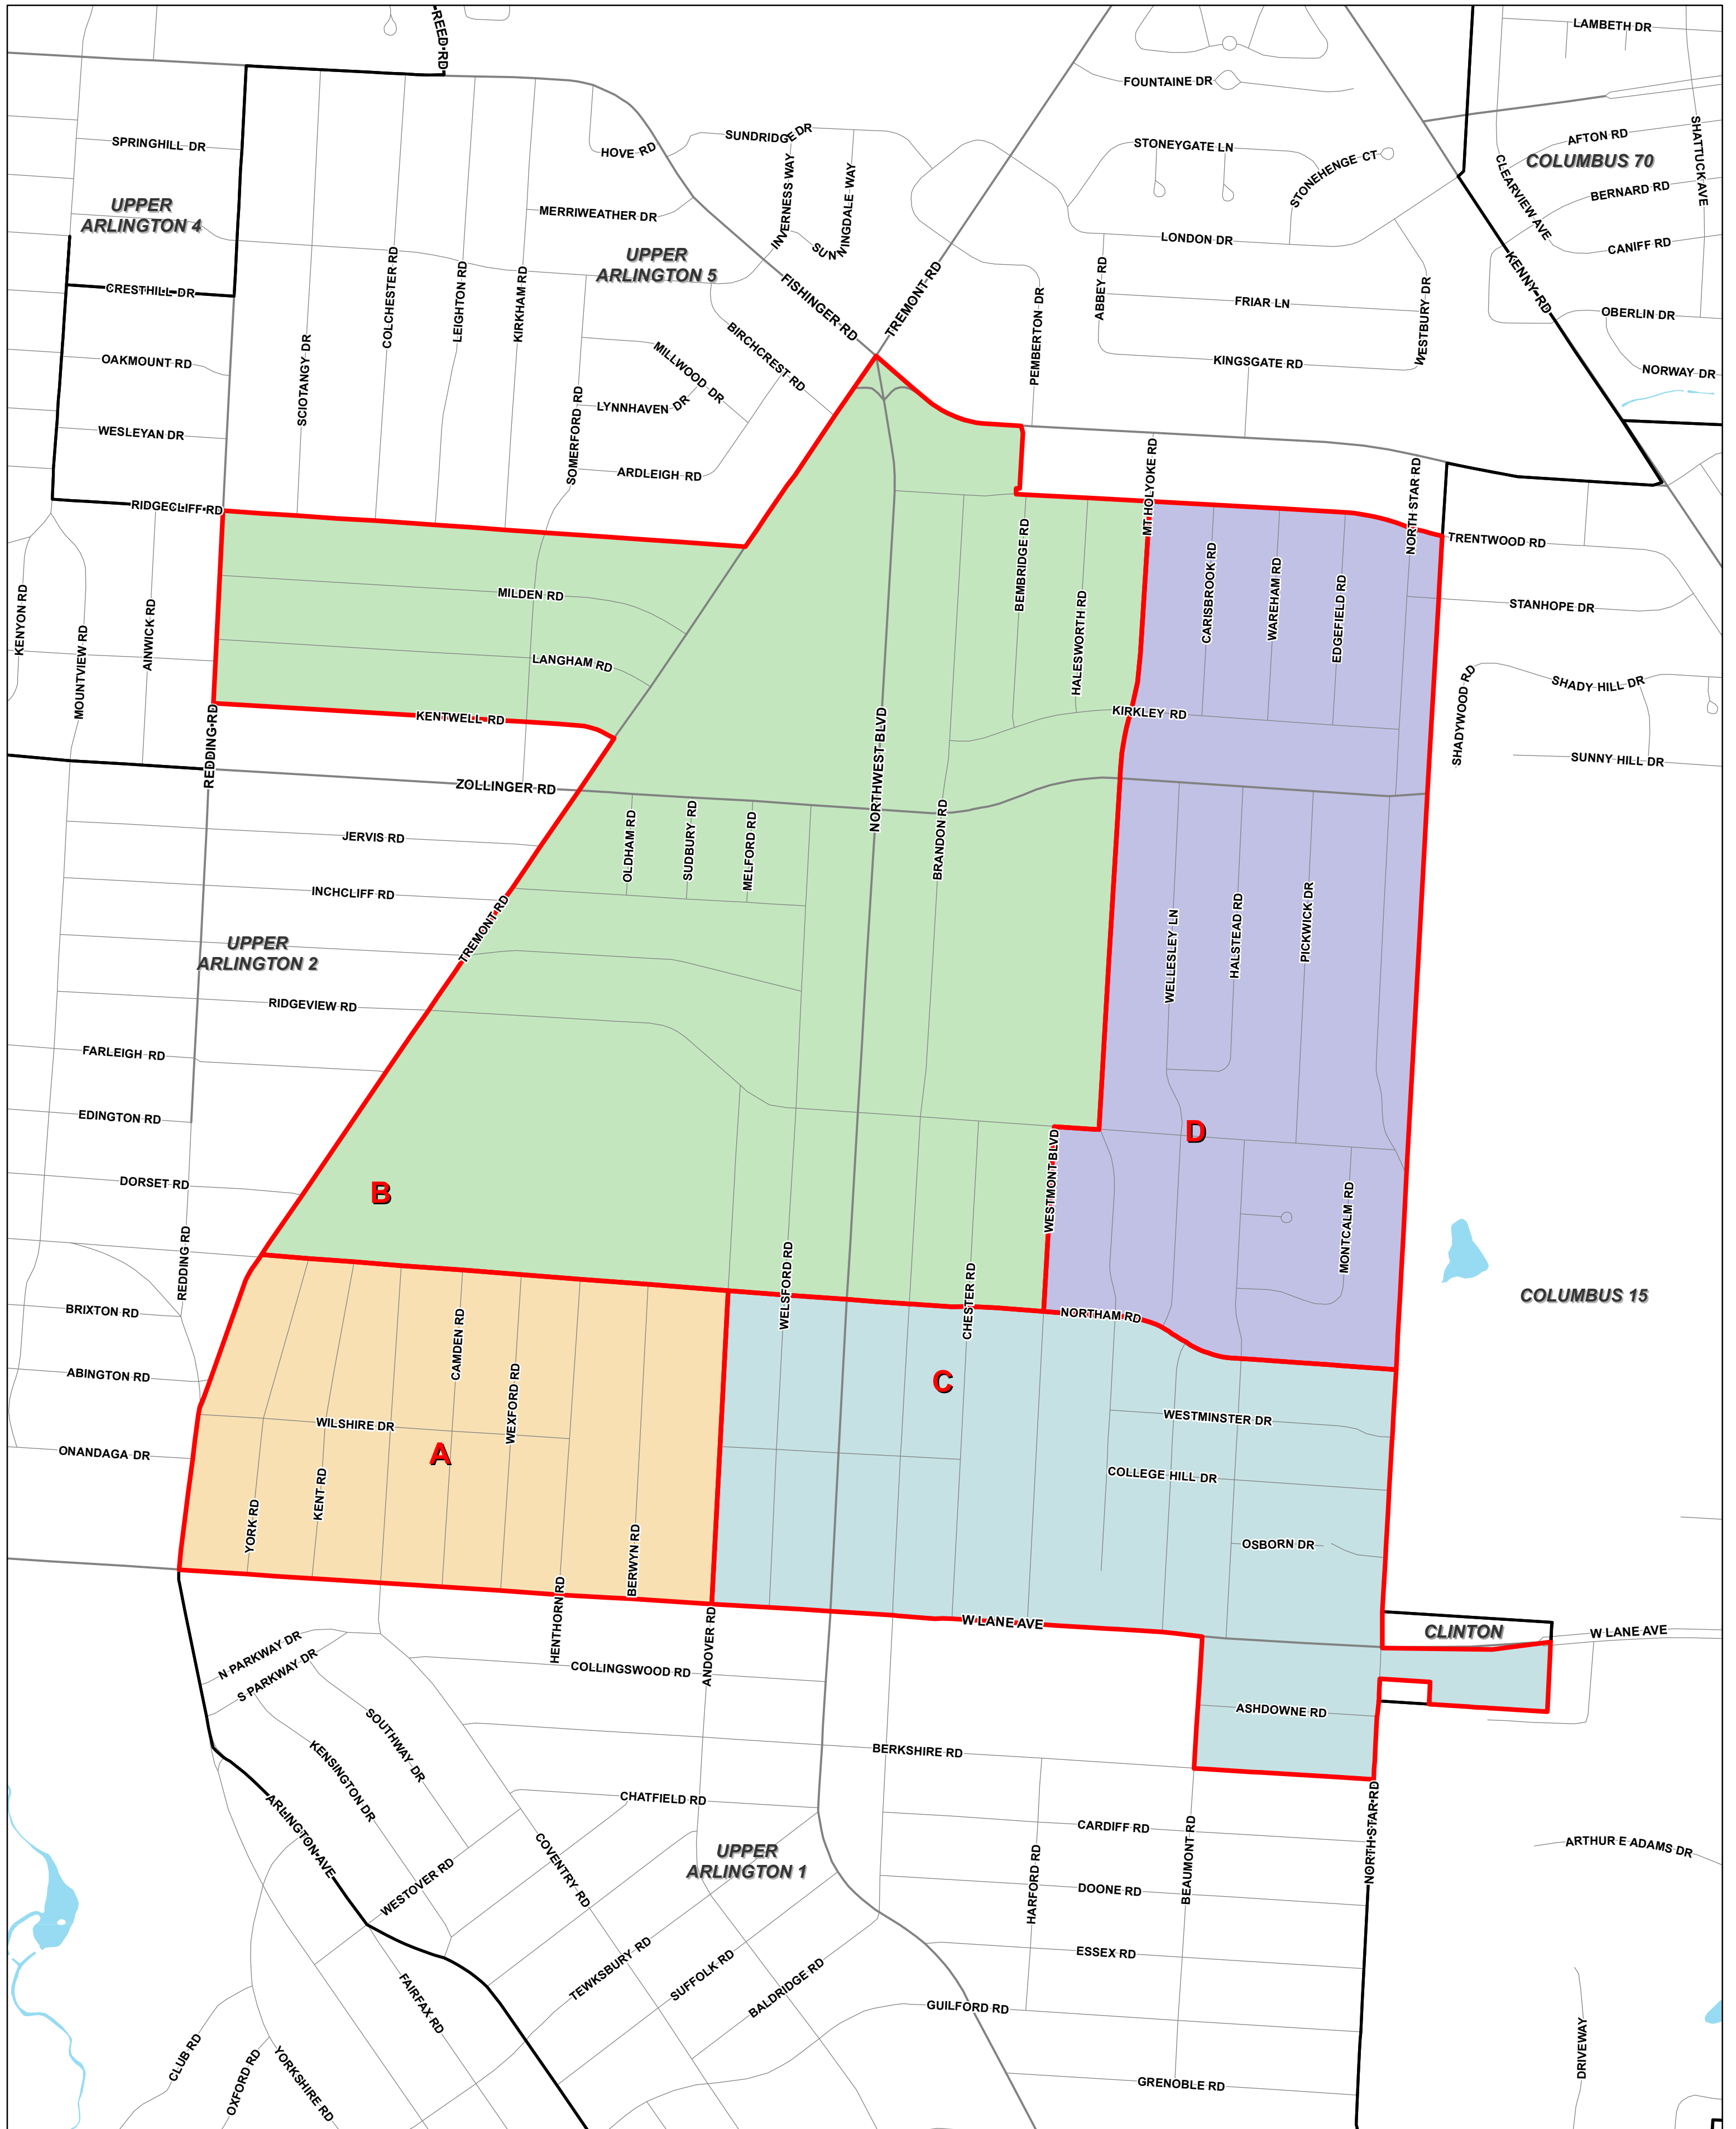 REED RD
LAMBETH DR
FOUNTAINE DR
SPRINGHILL DR
HOVE RD
SUNDRIDGE DR
STONEYGATE LN
STONEHENGE CT
AFTON RD
SHATTUCK AVE
COLUMBUS 70
CLEARVIEW AVE
BERNARD RD
UPPER
ARLINGTON 4
MERRIWEATHER DR
INVERNESS WAY
NINGDALE WAY
SUN
LONDON DR
CANIFF RD
UPPER
ARLINGTON 5
KENNY RD
CRESTHILL DR
COLCHESTER RD
LEIGHTON RD
KIRKHAM RD
FISHINGER RD
TREMONT RD
PEMBERTON DR
ABBEY RD
FRIAR LN
WESTBURY DR
OBERLIN DR
OAKMOUNT RD
SCIOTANGY DR
BIRCHCREST RD
MILLWOOD DR
KINGSGATE RD
NORWAY DR
LYNNHAVEN DR
WESLEYAN DR
SOMERFORD RD
ARDLEIGH RD
MT HOLYOKE RD
NORTH STAR RD
RIDGECLIFF RD
TRENTWOOD RD
KENYON RD
MOUNTVIEW RD
AINWICK RD
MILDEN RD
BEMBRIDGE RD
HALESWORTH RD
CARISBROOK RD
WAREHAM RD
EDGEFIELD RD
STANHOPE DR
LANGHAM RD
SHADYWOOD RD
SHADY HILL DR
KENTWELL RD
KIRKLEY RD
REDDING RD
NORTHWEST BLVD
SUNNY HILL DR
ZOLLINGER RD
JERVIS RD
OLDHAM RD
SUDBURY RD
MELFORD RD
BRANDON RD
INCHCLIFF RD
TREMONT RD
WELLESLEY LN
HALSTEAD RD
PICKWICK DR
UPPER
ARLINGTON 2
RIDGEVIEW RD
FARLEIGH RD
EDINGTON RD
D
DORSET RD
B
WESTMONT BLVD
MONTCALM RD
REDDING RD
WELSFORD RD
CHESTER RD
COLUMBUS 15
BRIXTON RD
NORTHAM RD
CAMDEN RD
ABINGTON RD
C
WEXFORD RD
WILSHIRE DR
WESTMINSTER DR
ONANDAGA DR
A
COLLEGE HILL DR
YORK RD
KENT RD
BERWYN RD
OSBORN DR
HENTHORN RD
ANDOVER RD
W LANE AVE
CLINTON
W LANE AVE
N PARKWAY DR
S PARKWAY DR
COLLINGSWOOD RD
ASHDOWNE RD
SOUTHWAY DR
KENSINGTON DR
BERKSHIRE RD
CHATFIELD RD
NORTH STAR RD
ARLINGTON AVE
COVENTRY RD
UPPER
ARLINGTON 1
CARDIFF RD
BEAUMONT RD
ARTHUR E ADAMS DR
WESTOVER RD
HARFORD RD
DOONE RD
ESSEX RD
TEWKSBURY RD
SUFFOLK RD
BALDRIDGE RD
FAIRFAX RD
GUILFORD RD
CLUB RD
OXFORD RD
YORKSHIRE RD
GRENOBLE RD
DRIVEWAY